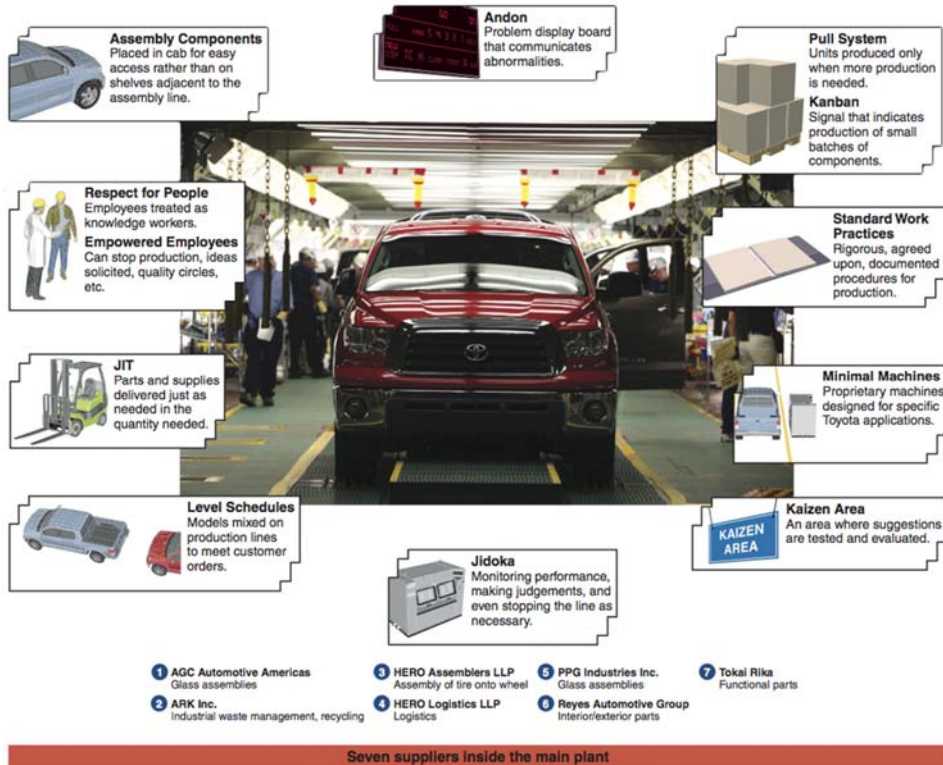 Assembly Components
Placed in cab for easy
access rather than on
shelves adjacent to the
assembly line.
Andon
Problem display board
that communicates
abnormalities.
Pull System
Units produced only
when more production
is needed.
Kanban
Signal that indicates
production of small
batches of
components.
Respect for People
Employees treated as
knowledge workers.
Empowered Employees
Can stop production, ideas
solicited, quality circles,
etc.
Standard Work
Practices
Rigorous, agreed
upon, documented
procedures for
production.
JIT
Parts and supplies
delivered just as
needed in the
quantity needed.
Minimal Machines
Proprietary machines
designed for specific
Toyota applications.
Level Schedules
Models mixed on
production lines
to meet customer
orders.
KAIZEN
AREA
Kaizen Area
An area where suggestions
are tested and evaluated.
Jidoka
Monitoring performance,
making judgements, and
even stopping the line as
necessary.
1 AGC Automotive Americas
Glass assemblies
2 ARK Inc.
Industrial waste management, recycling
3 HERO Assemblers LLP
Assembly of tire onto wheel
4 HERO Logistics LLP
Logistics
5 PPG Industries Inc.
Glass assemblies
6 Reyes Automotive Group
Interior/exterior parts
7 Tokai Rika
Functional parts
Seven suppliers inside the main plant